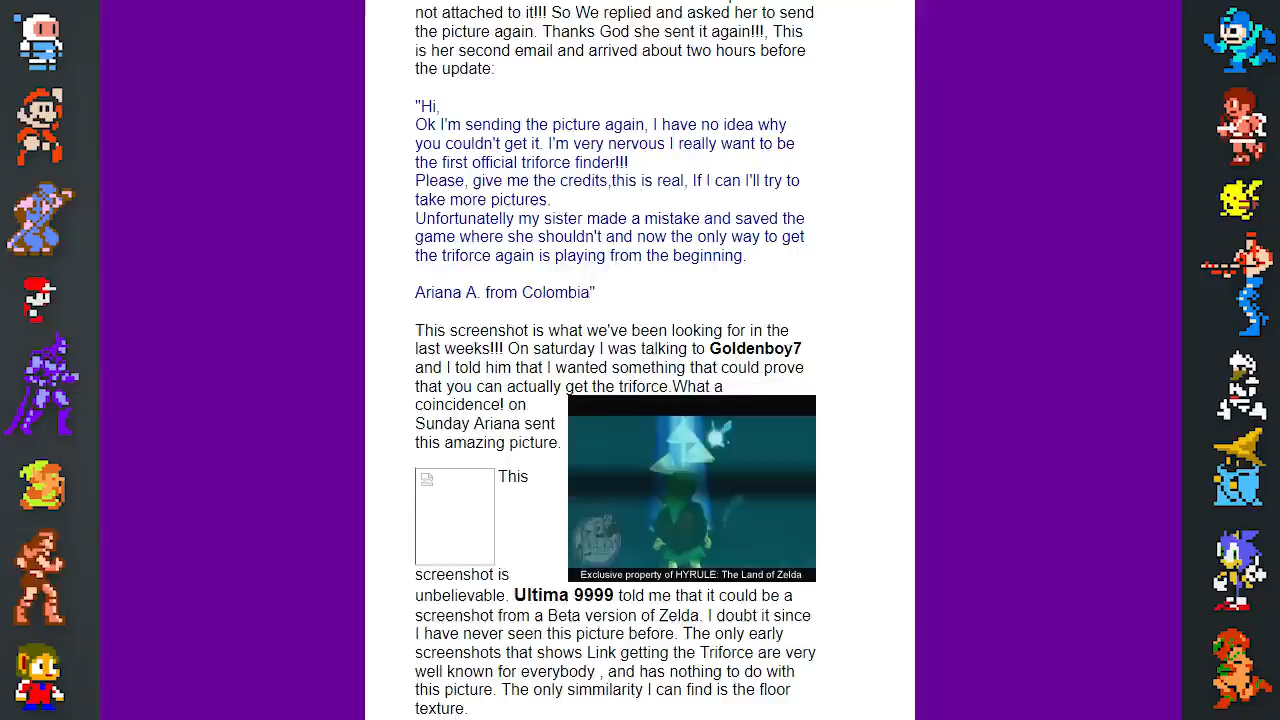 not attached to it!!! So We replied and asked her to send
the picture again. Thanks God she sent it again!!!, This
is her second email and arrived about two hours before
the update:
"Hi,
Ok I'm sending the picture again, I have no idea why
you couldn't get it. I'm very nervous I really want to be
the first official triforce finder!!!
Please, give me the credits,this is real, If I can I'll try to
take more pictures.
Unfortunatelly my sister made a mistake and saved the
game where she shouldn't and now the only way to get
the triforce again is playing from the beginning.
Ariana A. from Colombia"
This screenshot is what we've been looking for in the
last weeks!!! On saturday I was talking to Goldenboy7
and I told him that I wanted something that could prove
that you can actually get the triforce.What a
coincidence! on
Sunday Ariana sent
this amazing picture.
This
screenshot is
Exclusive property of HYRULE: The Land of Zelda
unbelievable. Ultima 9999 told me that it could be a
screenshot from a Beta version of Zelda. I doubt it since
I have never seen this picture before. The only early
screenshots that shows Link getting the Triforce are very
well known for everybody , and has nothing to do with
this picture. The only simmilarity I can find is the floor
texture.